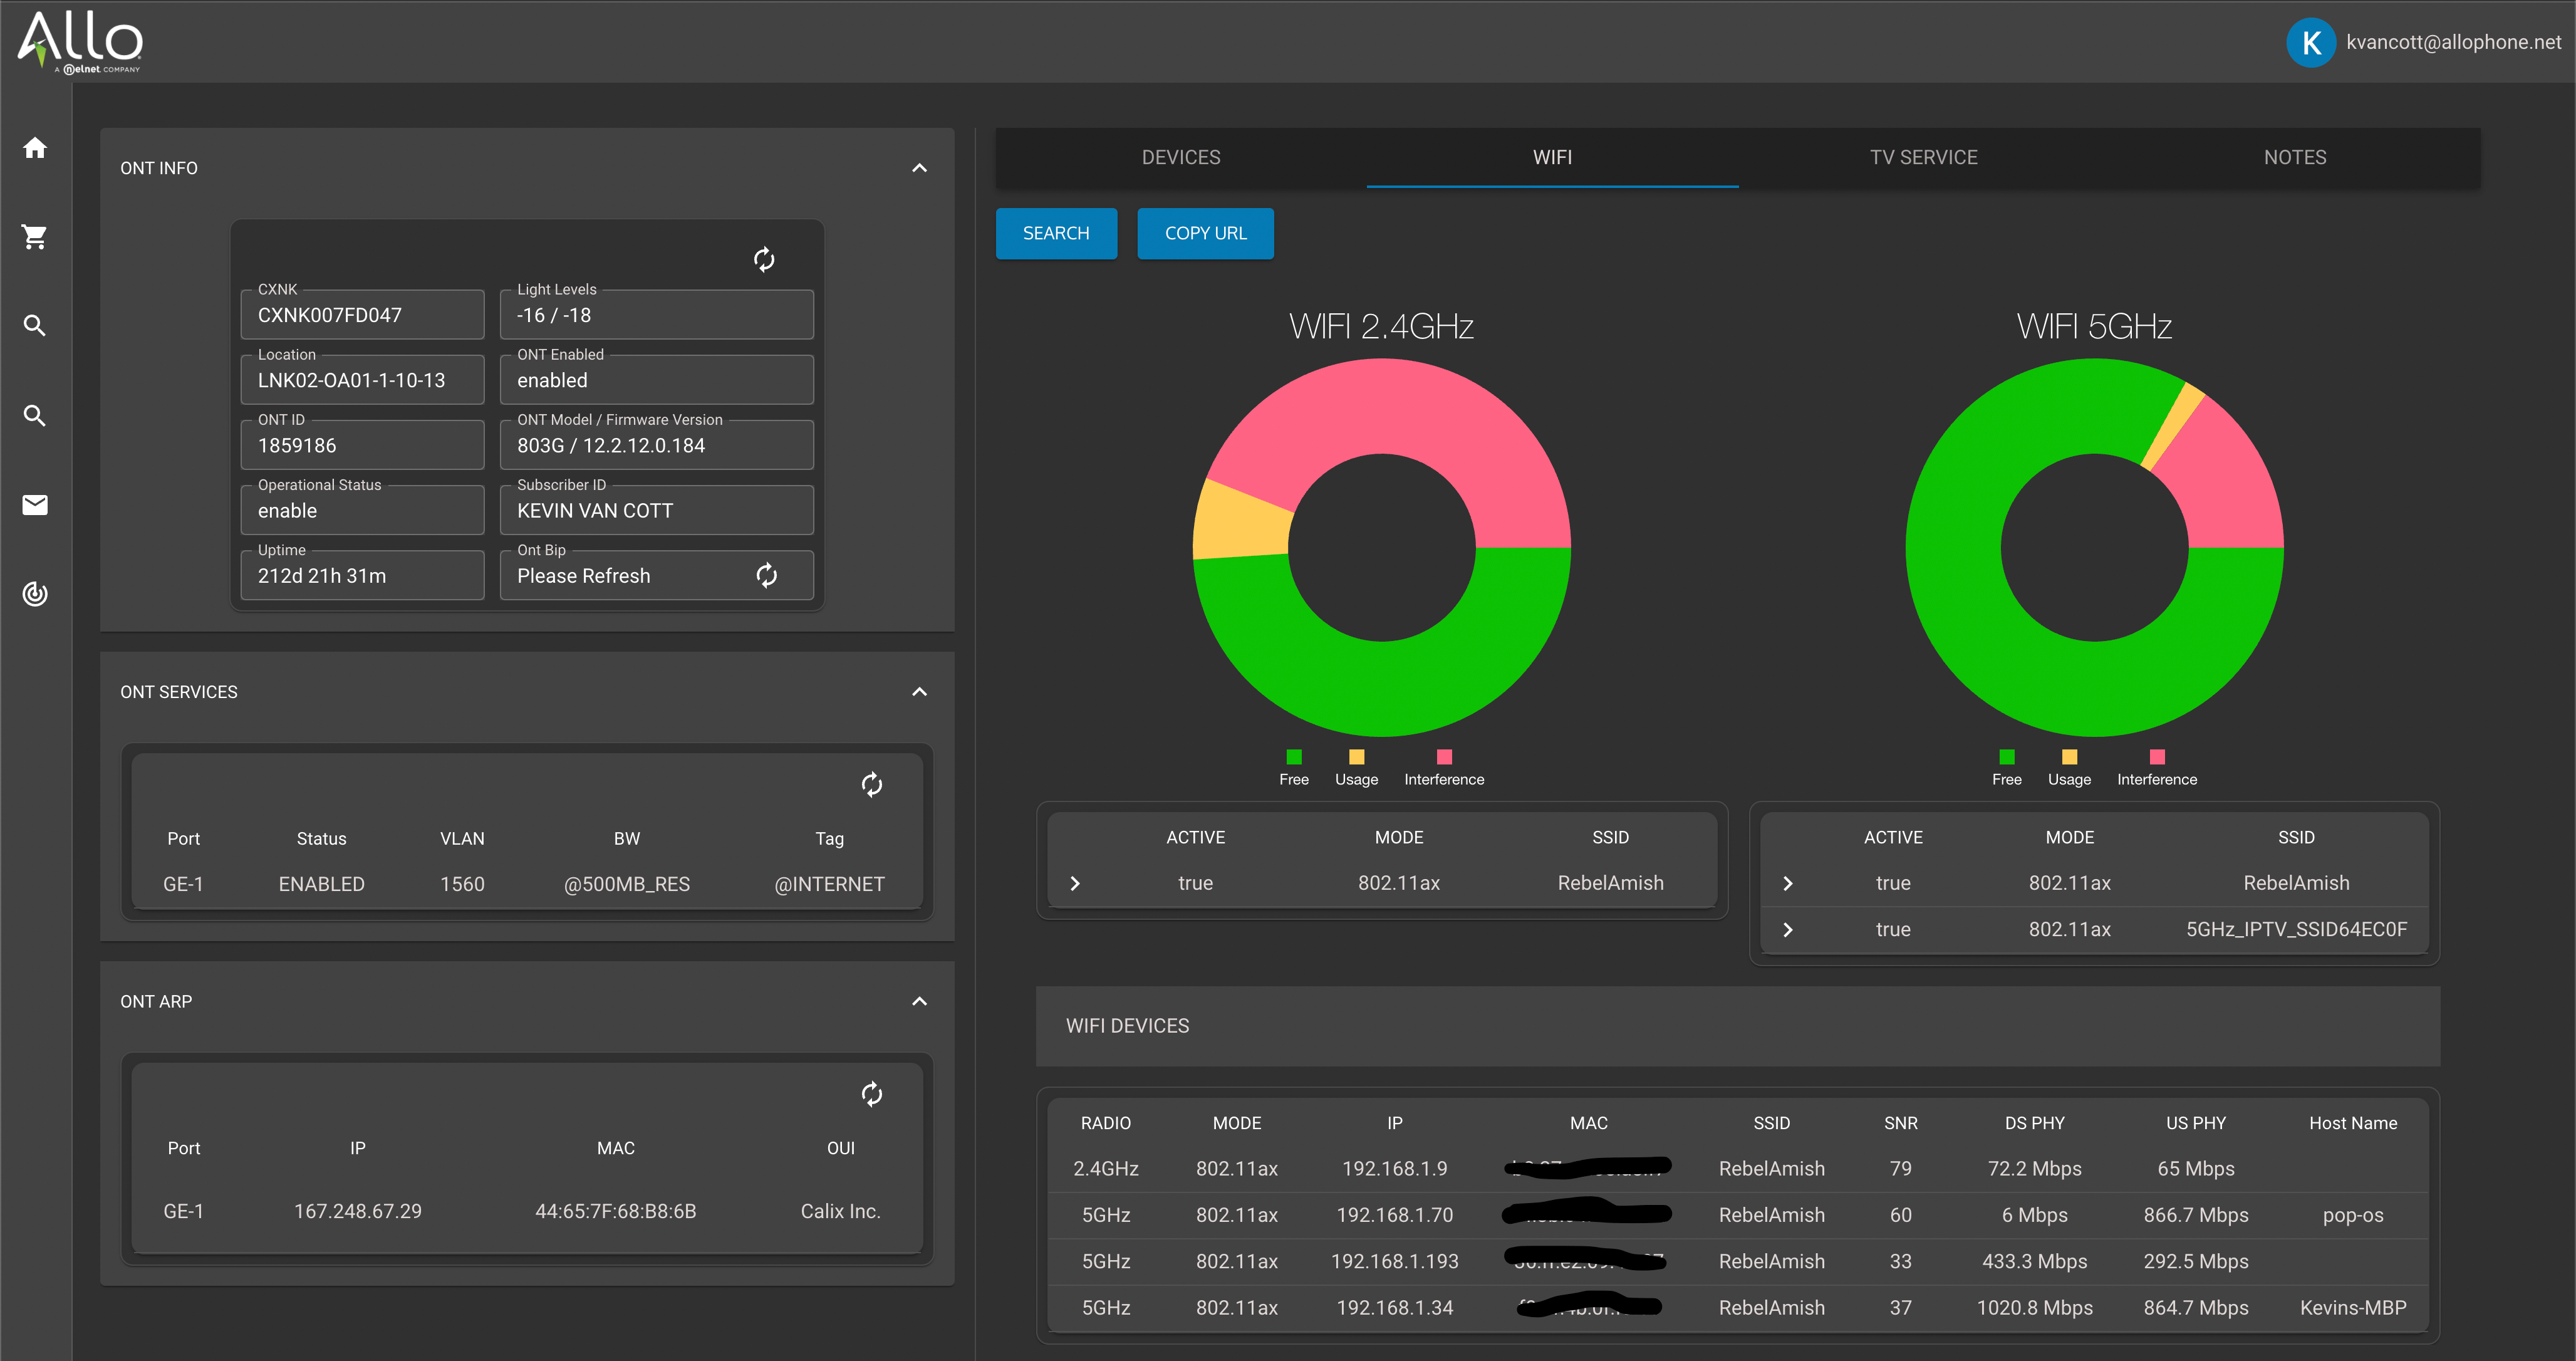 Allo
A nelnet COMPANY
K kvancott@allophone.net
ONT INFO
CXNK
CXNK007FD047
Light Levels
-16 / -18
Location
LNK02-OA01-1-10-13
ONT Enabled
enabled
ONT ID
1859186
ONT Model / Firmware Version
803G / 12.2.12.0.184
Operational Status
enable
Subscriber ID
KEVIN VAN COTT
Uptime
212d 21h 31m
Ont Bip
Please Refresh
ONT SERVICES
Port Status VLAN BW Tag
GE-1 ENABLED 1560 @500MB_RES @INTERNET
ONT ARP
Port IP MAC OUI
GE-1 167.248.67.29 44:65:7F:68:B8:6B Calix Inc.
DEVICES WIFI TV SERVICE NOTES
SEARCH COPY URL
WIFI 2.4GHz
Free Usage Interference
ACTIVE MODE SSID
true 802.11ax RebelAmish
WIFI 5GHz
Free Usage Interference
ACTIVE MODE SSID
true 802.11ax RebelAmish
true 802.11ax 5GHz_IPTV_SSID64EC0F
WIFI DEVICES
RADIO MODE IP MAC SSID SNR DS PHY US PHY Host Name
2.4GHz 802.11ax 192.168.1.9 RebelAmish 79 72.2 Mbps 65 Mbps
5GHz 802.11ax 192.168.1.70 RebelAmish 60 6 Mbps 866.7 Mbps pop-os
5GHz 802.11ax 192.168.1.193 RebelAmish 33 433.3 Mbps 292.5 Mbps
5GHz 802.11ax 192.168.1.34 RebelAmish 37 1020.8 Mbps 864.7 Mbps Kevins-MBP